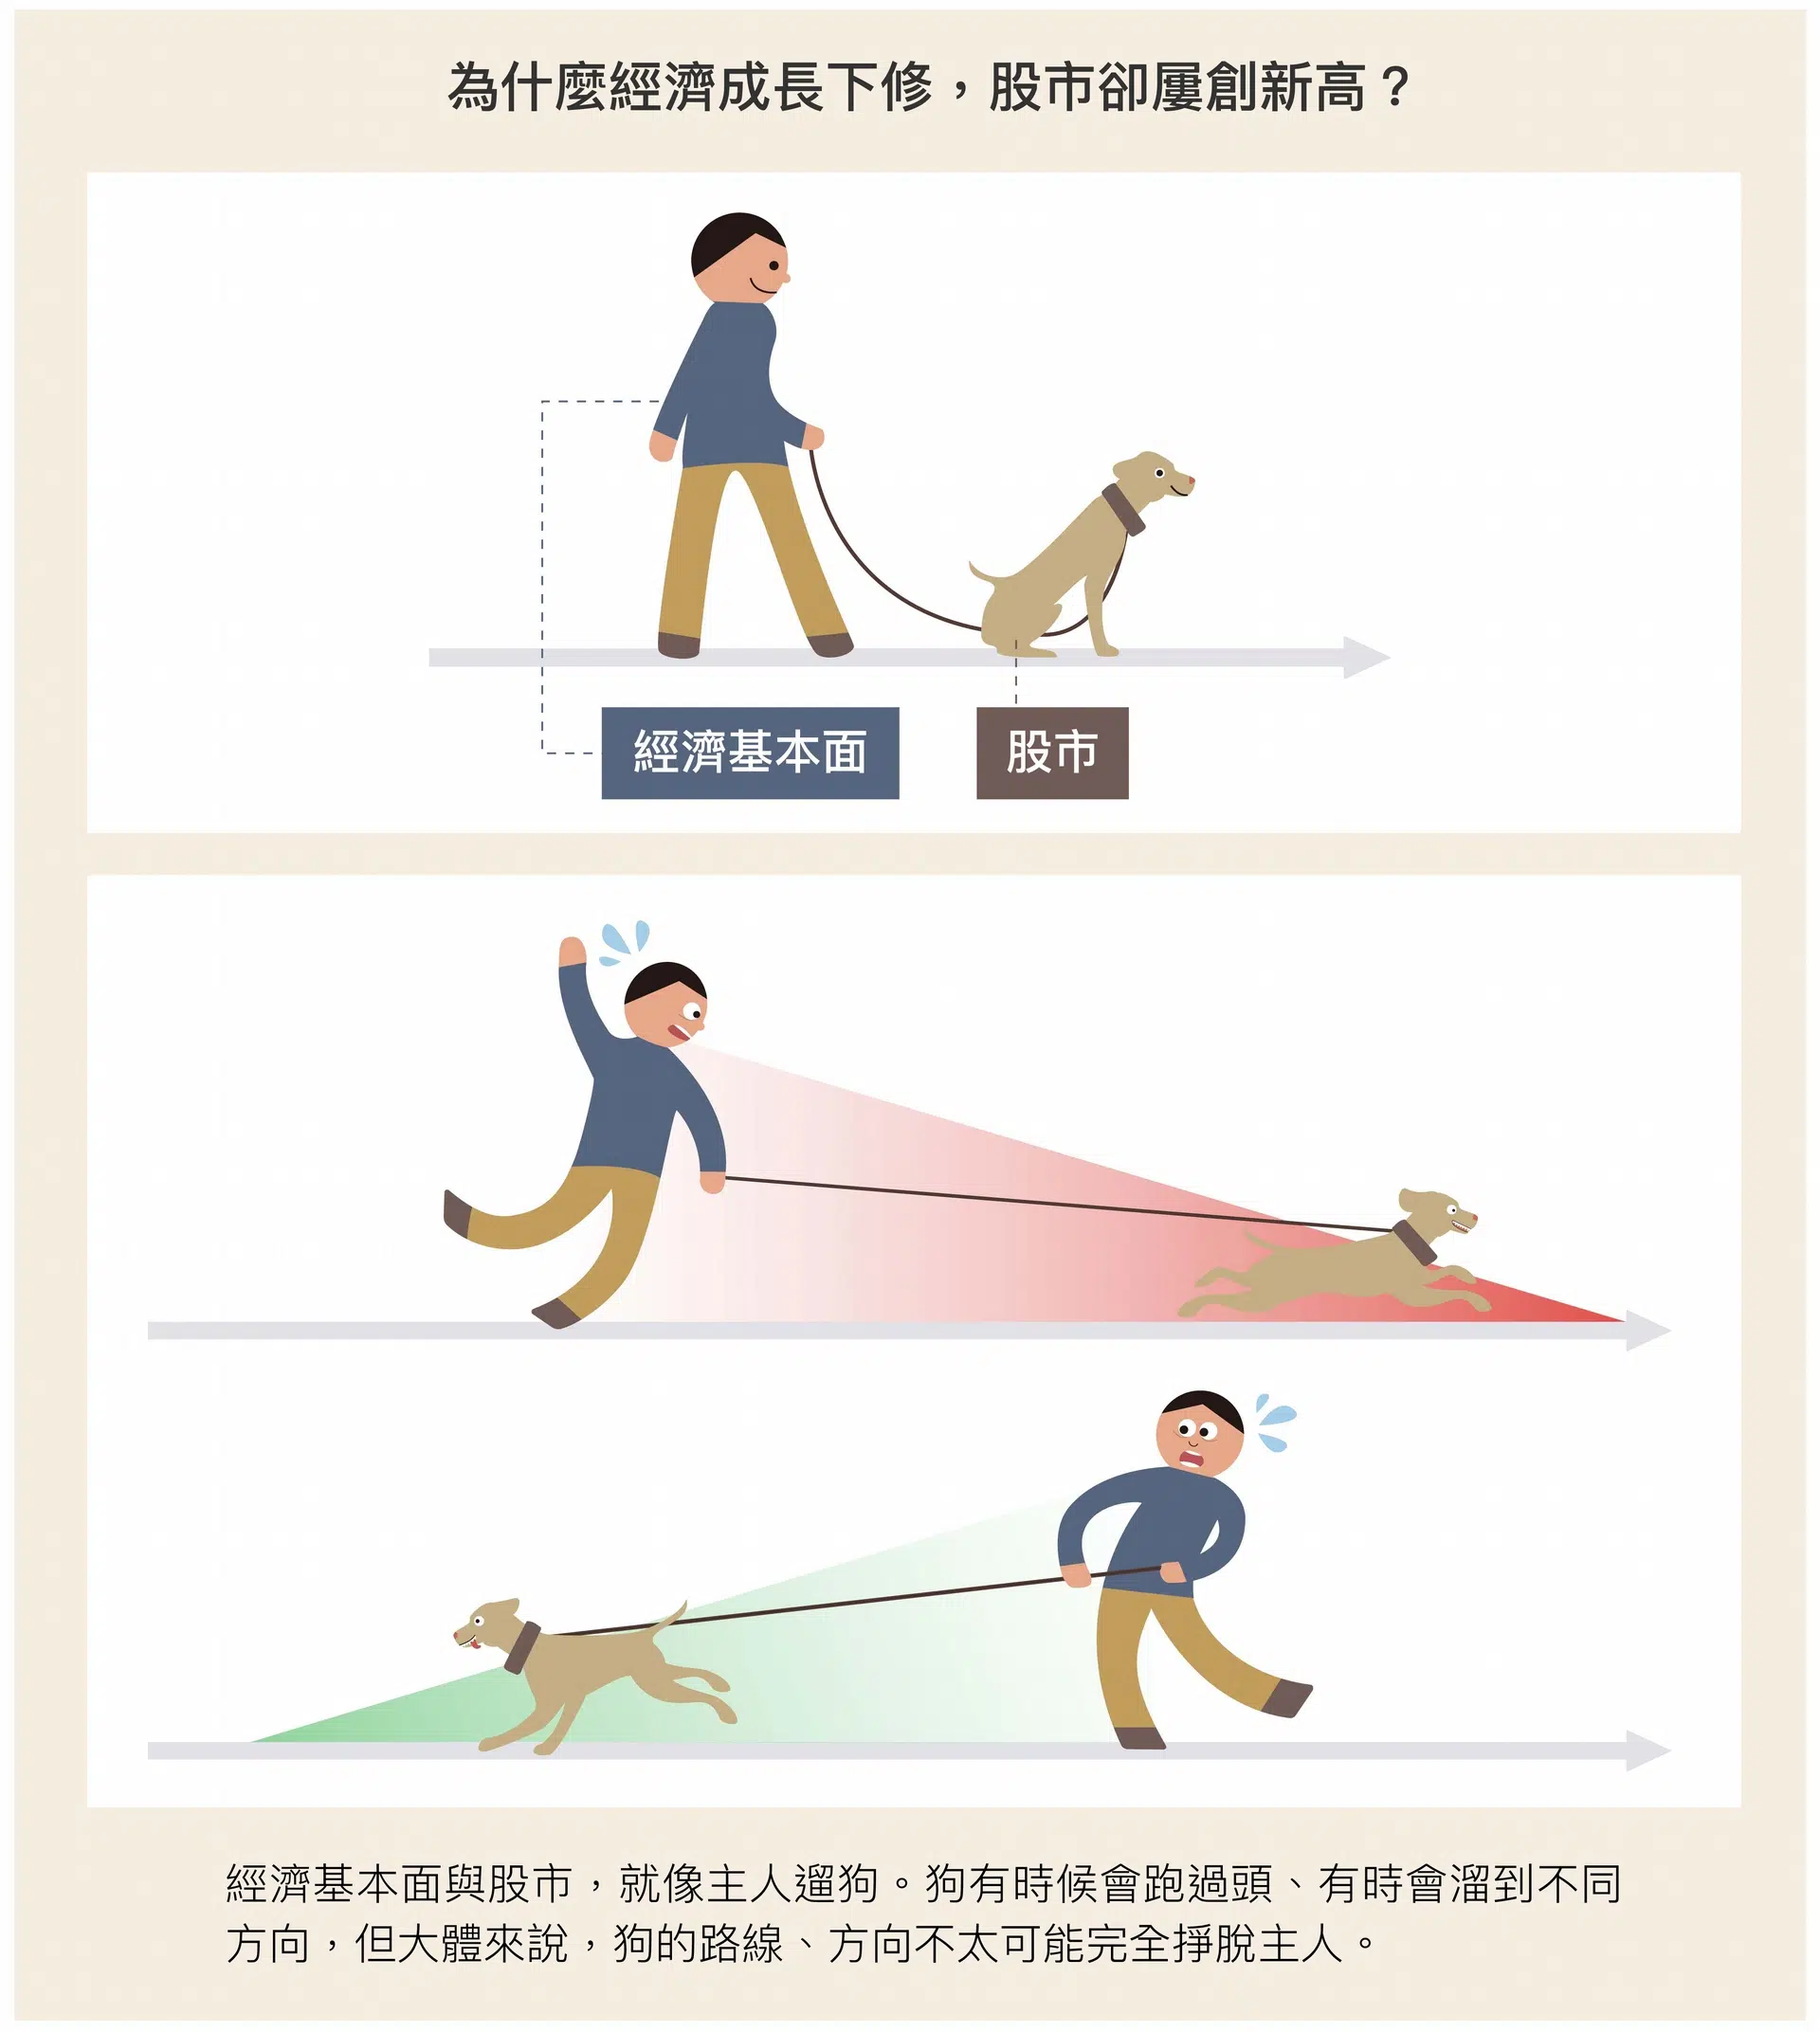 為什麼經濟成長下修，股市卻屢創新高？
經濟基本面
股市
經濟基本面與股市，就像主人遛狗。狗有時候會跑過頭、有時會溜到不同
方向，但大體來說，狗的路線、方向不太可能完全掙脫主人。